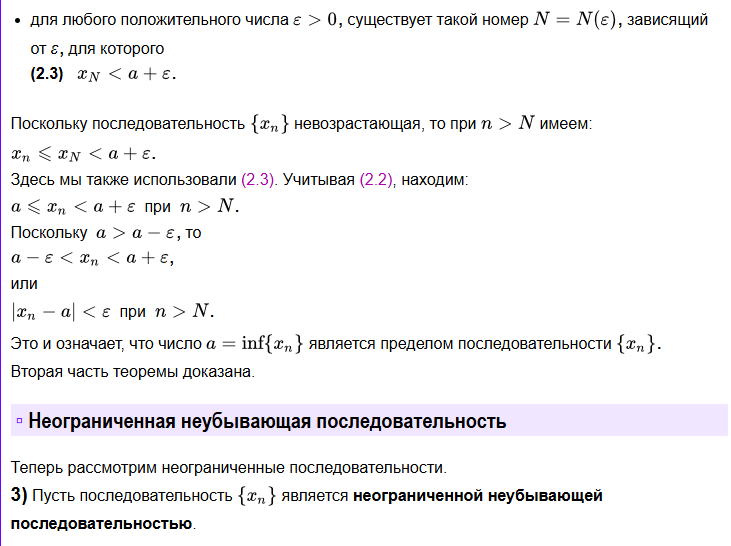 • для любого положительного числа ε > 0, существует такой номер N = N(ε), зависящий
от ε, для которого
(2.3) x_N < a + ε.
Поскольку последовательность {x_n} невозрастающая, то при n > N имеем:
x_n ⩽ x_N < a + ε.
Здесь мы также использовали (2.3). Учитывая (2.2), находим:
a ⩽ x_n < a + ε при n > N.
Поскольку a > a − ε, то
a − ε < x_n < a + ε,
или
|x_n − a| < ε при n > N.
Это и означает, что число a = inf{x_n} является пределом последовательности {x_n}.
Вторая часть теоремы доказана.
Неограниченная неубывающая последовательность
Теперь рассмотрим неограниченные последовательности.
3) Пусть последовательность {x_n} является неограниченной неубывающей
последовательностью.